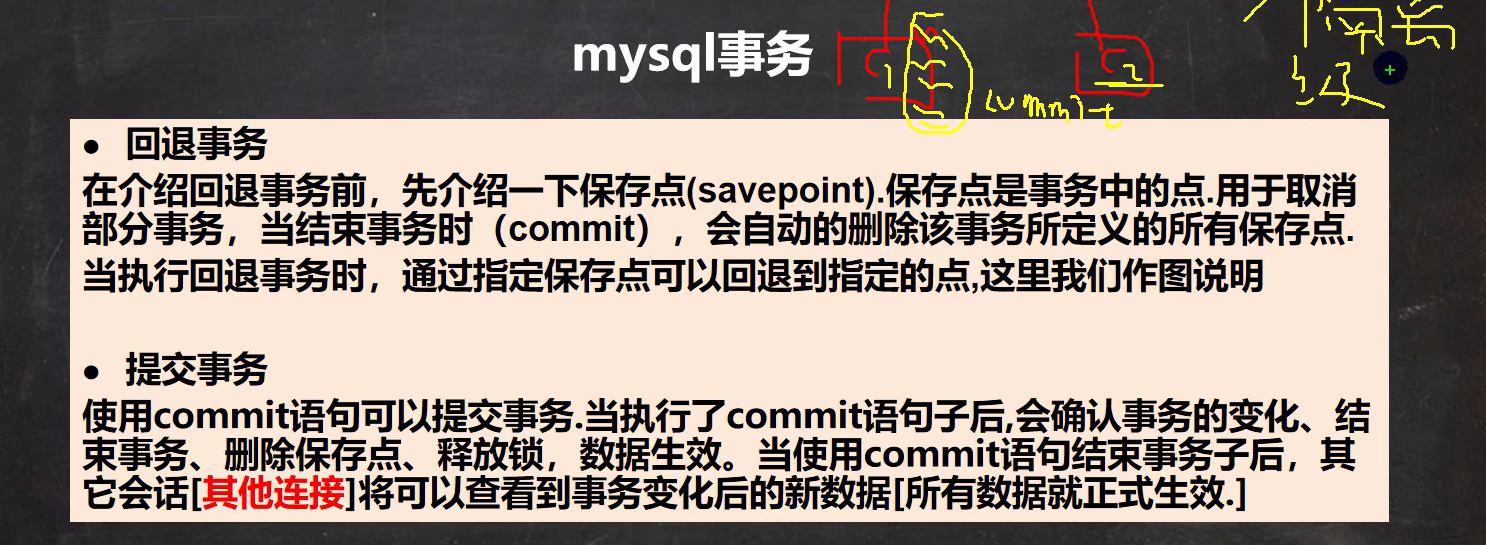 mysql事务
隔离
级
1
2
commit
● 回退事务
在介绍回退事务前，先介绍一下保存点(savepoint).保存点是事务中的点.用于取消
部分事务，当结束事务时（commit），会自动的删除该事务所定义的所有保存点.
当执行回退事务时，通过指定保存点可以回退到指定的点,这里我们作图说明
● 提交事务
使用commit语句可以提交事务.当执行了commit语句子后,会确认事务的变化、结
束事务、删除保存点、释放锁，数据生效。当使用commit语句结束事务子后，其
它会话[其他连接]将可以查看到事务变化后的新数据[所有数据就正式生效.]